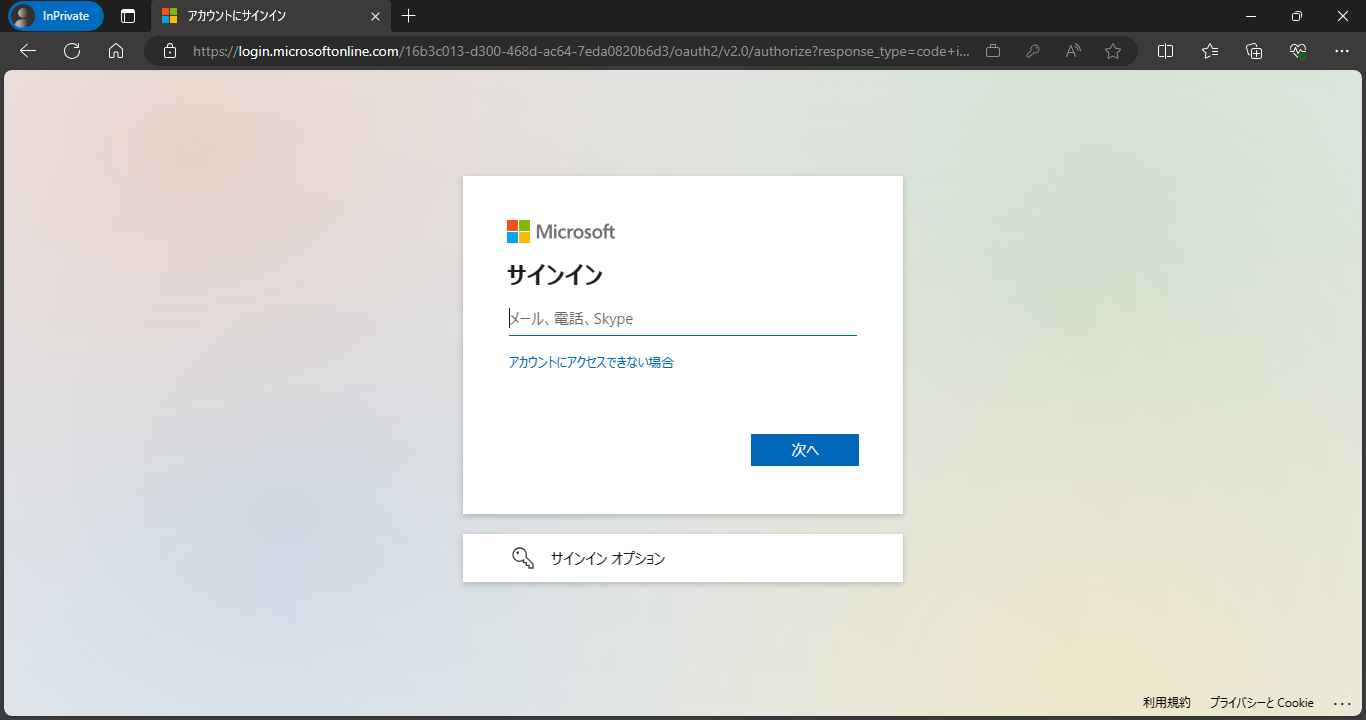 InPrivate
アカウントにサインイン
https://login.microsoftonline.com/16b3c013-d300-468d-ac64-7eda0820b6d3/oauth2/v2.0/authorize?response_type=code+i...
Microsoft
サインイン
メール、電話、Skype
アカウントにアクセスできない場合
次へ
サインイン オプション
利用規約 プライバシーと Cookie ...